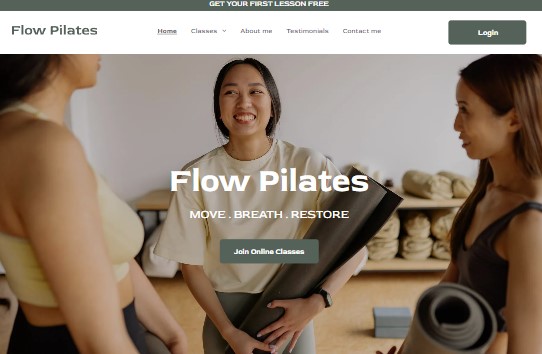 GET YOUR FIRST LESSON FREE
Flow Pilates
Home Classes About me Testimonials Contact me
Login
Flow Pilates
MOVE . BREATH . RESTORE
Join Online Classes